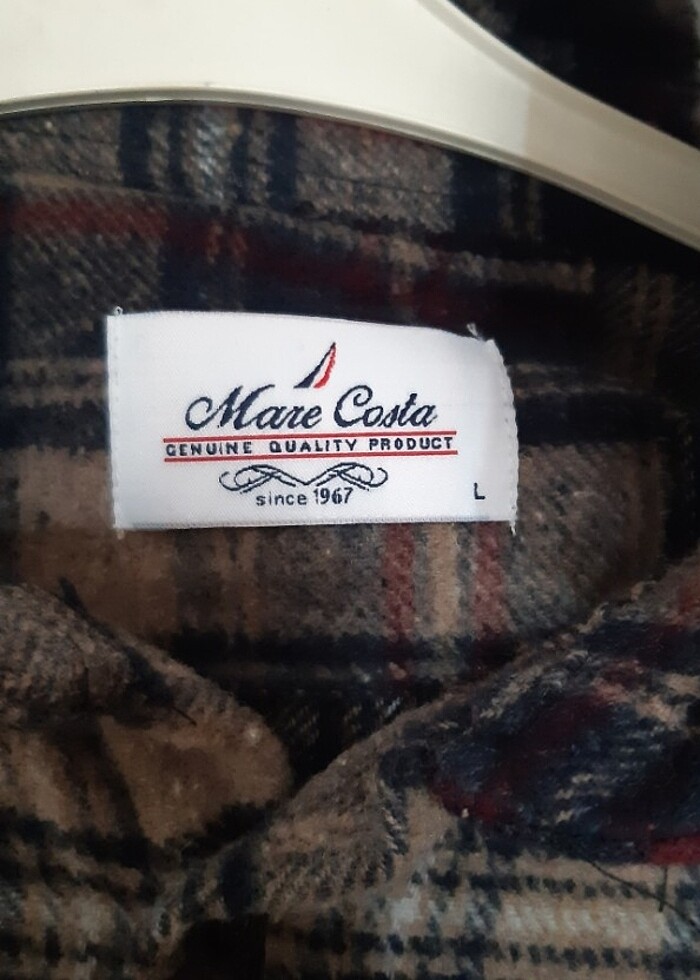 Mare Costa
GENUINE QUALITY PRODUCT
since 1967
L